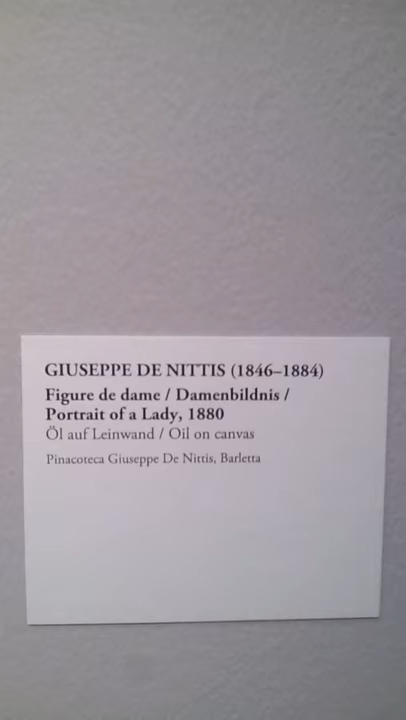 GIUSEPPE DE NITTIS (1846–1884)
Figure de dame / Damenbildnis /
Portrait of a Lady, 1880
Öl auf Leinwand / Oil on canvas
Pinacoteca Giuseppe De Nittis, Barletta